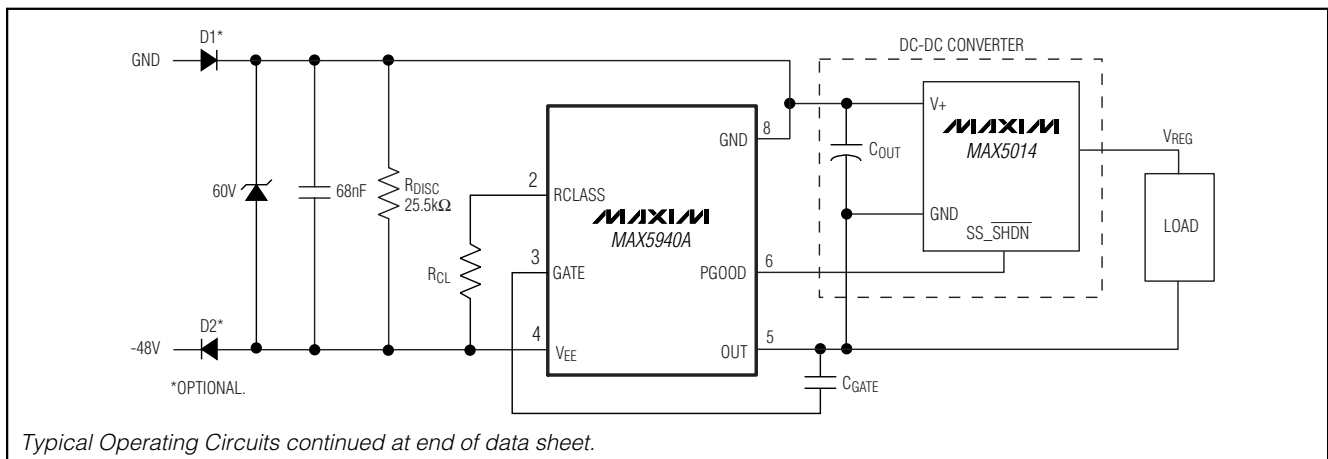 DC-DC CONVERTER
D1*
GND
V+
8
GND
MAXIM
MAX5014
VREG
COUT
2
RDISC
60V
68nF
25.5kΩ
RCLASS
MAXIM
MAX5940A
GND
SS_SHDN
LOAD
3
GATE
6
PGOOD
RCL
D2*
4
5
-48V
VEE
OUT
*OPTIONAL.
CGATE
Typical Operating Circuits continued at end of data sheet.